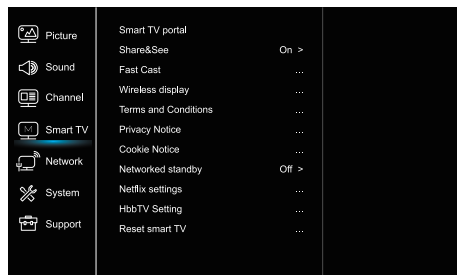 Picture
Sound
Channel
M
Smart TV
Network
System
Support
Smart TV portal
Share&See On >
Fast Cast ...
Wireless display ...
Terms and Conditions ...
Privacy Notice ...
Cookie Notice ...
Networked standby Off >
Netflix settings ...
HbbTV Setting ...
Reset smart TV ...